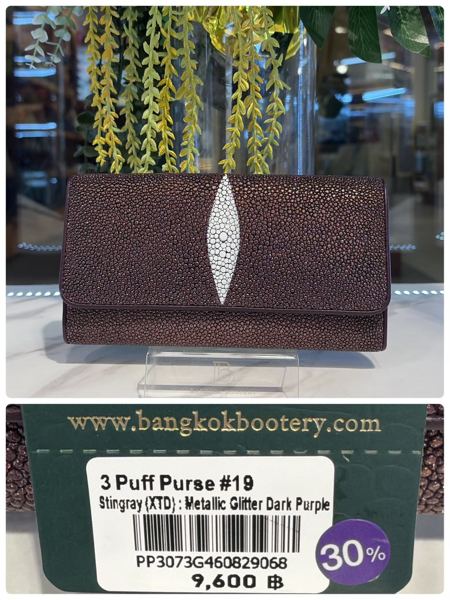 www.bangkokbootery.com
3 Puff Purse #19
Stingray {XTD} : Metallic Glitter Dark Purple
PP3073G460829068
9,600 ฿
30%